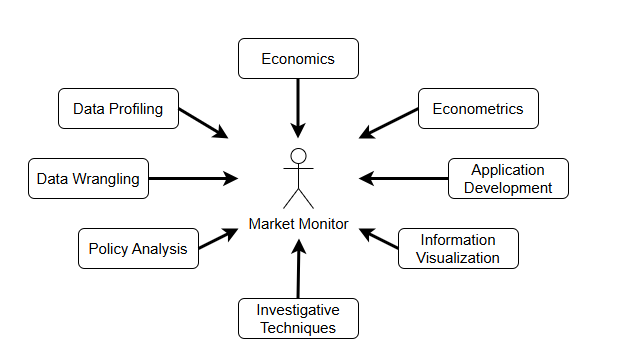 Economics
Data Profiling
Econometrics
Data Wrangling
Application
Development
Market Monitor
Policy Analysis
Information
Visualization
Investigative
Techniques